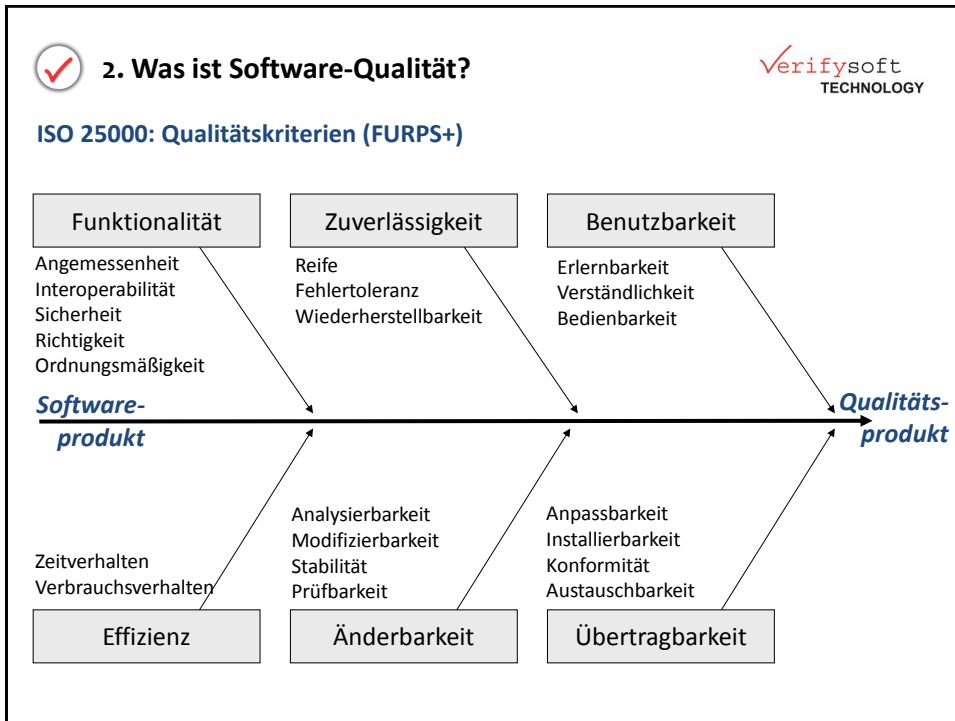 2. Was ist Software-Qualität?
Verifysoft
TECHNOLOGY
ISO 25000: Qualitätskriterien (FURPS+)
Funktionalität
Angemessenheit
Interoperabilität
Sicherheit
Richtigkeit
Ordnungsmäßigkeit
Zuverlässigkeit
Reife
Fehlertoleranz
Wiederherstellbarkeit
Benutzbarkeit
Erlernbarkeit
Verständlichkeit
Bedienbarkeit
Software-
produkt
Qualitäts-
produkt
Zeitverhalten
Verbrauchsverhalten
Effizienz
Analysierbarkeit
Modifizierbarkeit
Stabilität
Prüfbarkeit
Änderbarkeit
Anpassbarkeit
Installierbarkeit
Konformität
Austauschbarkeit
Übertragbarkeit